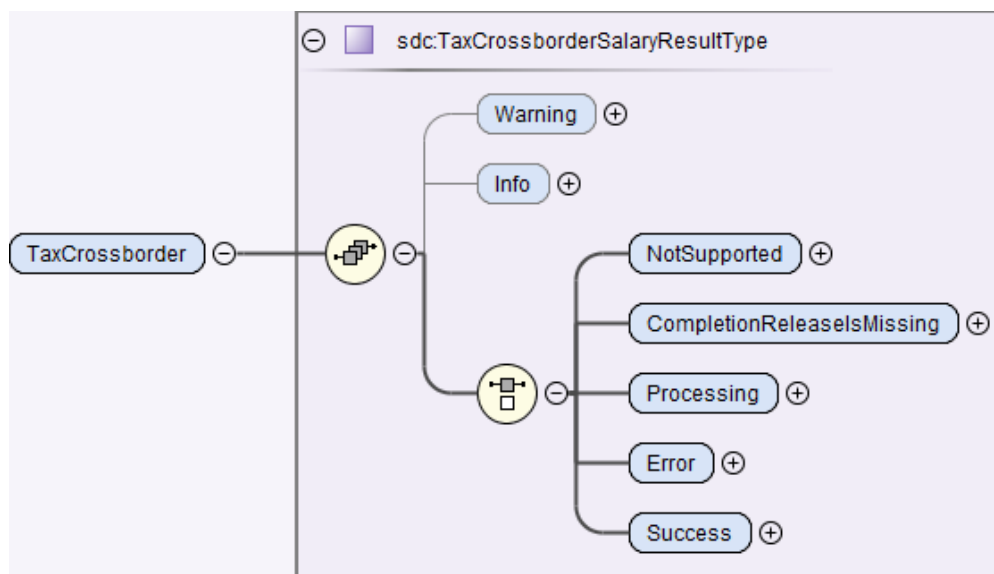 sdc:TaxCrossborderSalaryResultType
Warning
Info
TaxCrossborder
NotSupported
CompletionReleaseIsMissing
Processing
Error
Success